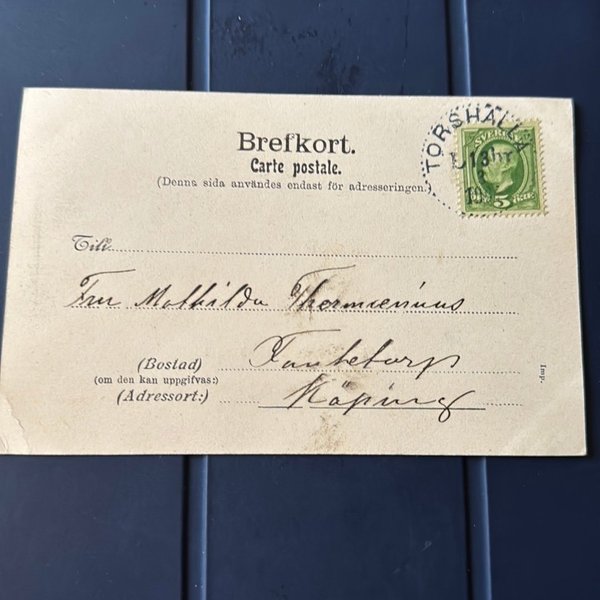 Brefkort.
Carte postale.
(Denna sida användes endast för adresseringen.)
TORSHÄLLA
SVERIGE
5
Till
Fru Mathilda
(Bostad)
(om den kan uppgifvas:)
(Adressort:)
Köping
Imp.